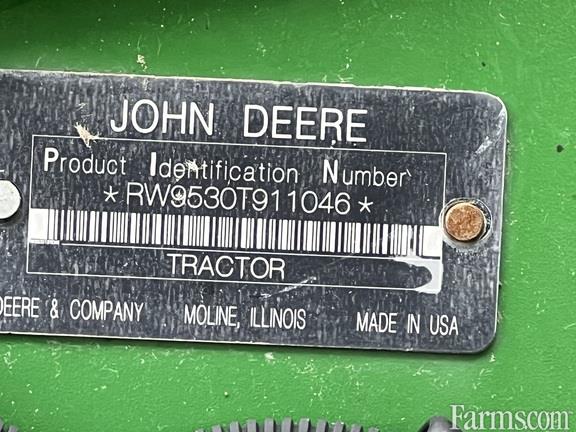 JOHN DEERE
Product Identification Number
*RW9530T911046*
TRACTOR
DEERE & COMPANY MOLINE, ILLINOIS MADE IN USA
Farms.com